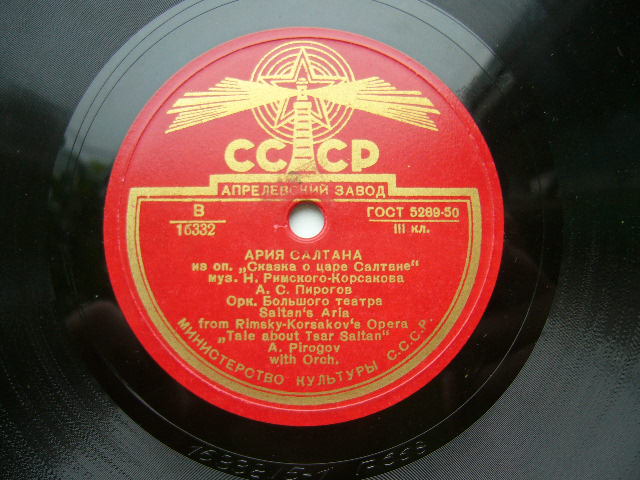 СССР
АПРЕЛЕВСКИЙ ЗАВОД
В
16332
ГОСТ 5289-50
III кл.
АРИЯ САЛТАНА
из оп. „Сказка о царе Салтане“
муз. Н. Римского-Корсакова
А. С. Пирогов
Орк. Большого театра
Saltan's Aria
from Rimsky-Korsakov's Opera
„Tale about Tsar Saltan“
A. Pirogov
with Orch.
МИНИСТЕРСТВО КУЛЬТУРЫ С.С.С.Р.